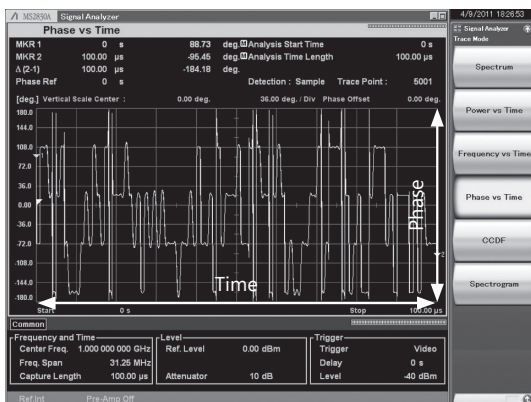 MS2830A Signal Analyzer
4/9/2011 18:26:53
Phase vs Time
MKR 1 0 s 88.73 deg. M Analysis Start Time 0 s
MKR 2 100.00 µs -95.45 deg. M Analysis Time Length 100.00 µs
Δ (2-1) 100.00 µs -184.18 deg.
Phase Ref 0 s Detection : Sample Trace Point : 5001
[deg.] Vertical Scale Center : 0.00 deg. 36.00 deg. / Div Phase Offset 0.00 deg.
180.0
144.0
108.0
1
72.0
36.0
0.00
-36.0
-72.0
2
-108.0
-144.0
-180.0
Phase
Time
Start 0 s Stop 100.00 µs
Common
Frequency and Time
Center Freq. 1.000 000 000 GHz
Freq. Span 31.25 MHz
Capture Length 100.00 µs
Level
Ref. Level 0.00 dBm
Attenuator 10 dB
Trigger
Trigger Video
Delay 0 s
Level -40 dBm
Ref.Int Pre-Amp Off
Signal Analyzer
Trace Mode
Spectrum
Power vs Time
Frequency vs Time
Phase vs Time
CCDF
Spectrogram